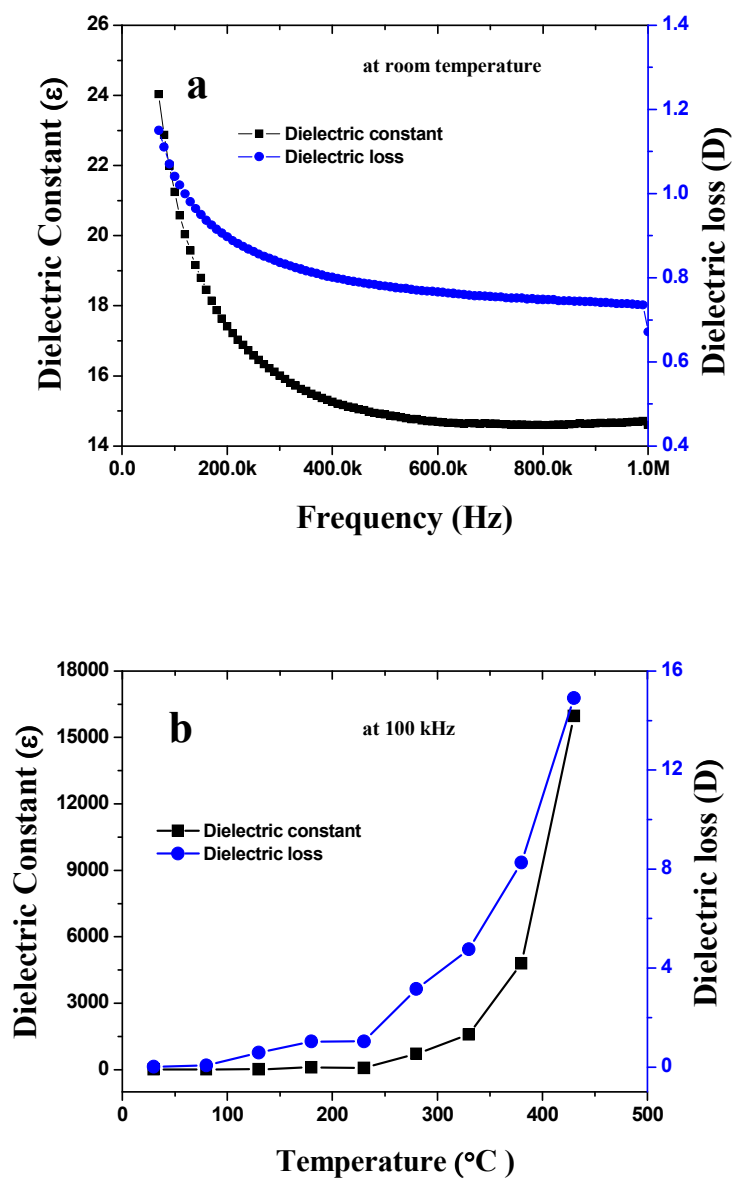 26
24
22
20
18
16
14
1.4
1.2
1.0
0.8
0.6
0.4
a
at room temperature
Dielectric constant
Dielectric loss
Dielectric Constant (ε)
Dielectric loss (D)
0.0 200.0k 400.0k 600.0k 800.0k 1.0M
Frequency (Hz)
18000
15000
12000
9000
6000
3000
0
16
12
8
4
0
b
at 100 kHz
Dielectric constant
Dielectric loss
Dielectric Constant (ε)
Dielectric loss (D)
0 100 200 300 400 500
Temperature (°C )